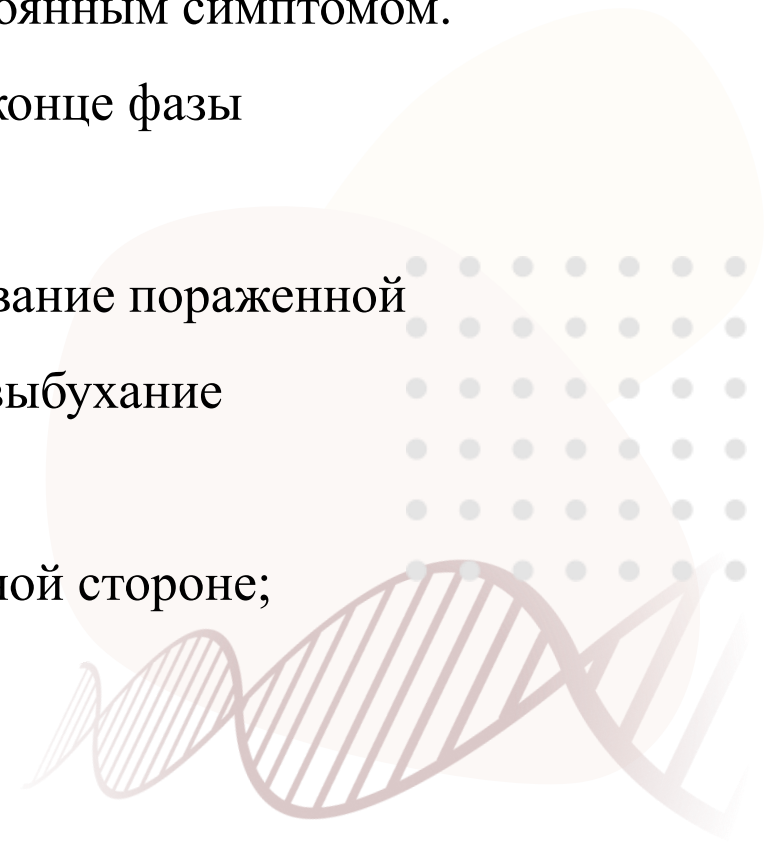 оянным симптомом.
конце фазы
вание пораженной
выбухание
ной стороне;